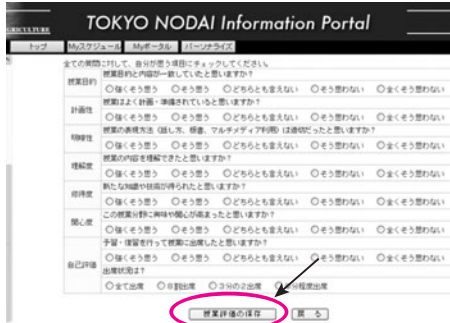 TOKYO NODAI Information Portal
トップ Myスケジュール Myポータル パーソナライズ
全ての質問に対して、自分が思う項目にチェックしてください。
授業目的 授業目的と内容が一致していたと思いますか?
○強くそう思う ○そう思う ○どちらとも言えない ○そう思わない ○全くそう思わない
計画性 授業はよく計画・準備されていると思いますか?
○強くそう思う ○そう思う ○どちらとも言えない ○そう思わない ○全くそう思わない
明瞭性 授業の表現方法(話し方、板書、マルチメディア利用)は適切だったと思いますか?
○強くそう思う ○そう思う ○どちらとも言えない ○そう思わない ○全くそう思わない
理解度 授業の内容を理解できたと思いますか?
○強くそう思う ○そう思う ○どちらとも言えない ○そう思わない ○全くそう思わない
修得度 新たな知識や技術が得られたと思いますか?
○強くそう思う ○そう思う ○どちらとも言えない ○そう思わない ○全くそう思わない
関心度 この授業分野に興味や関心が高まったと思いますか?
○強くそう思う ○そう思う ○どちらとも言えない ○そう思わない ○全くそう思わない
自己評価 予習・復習を行って授業に出席したと思いますか?
○強くそう思う ○そう思う ○どちらとも言えない ○そう思わない ○全くそう思わない
出席状況は?
○全て出席 ○8割出席 ○3分の2出席 分程度出席
授業評価の保存 戻る